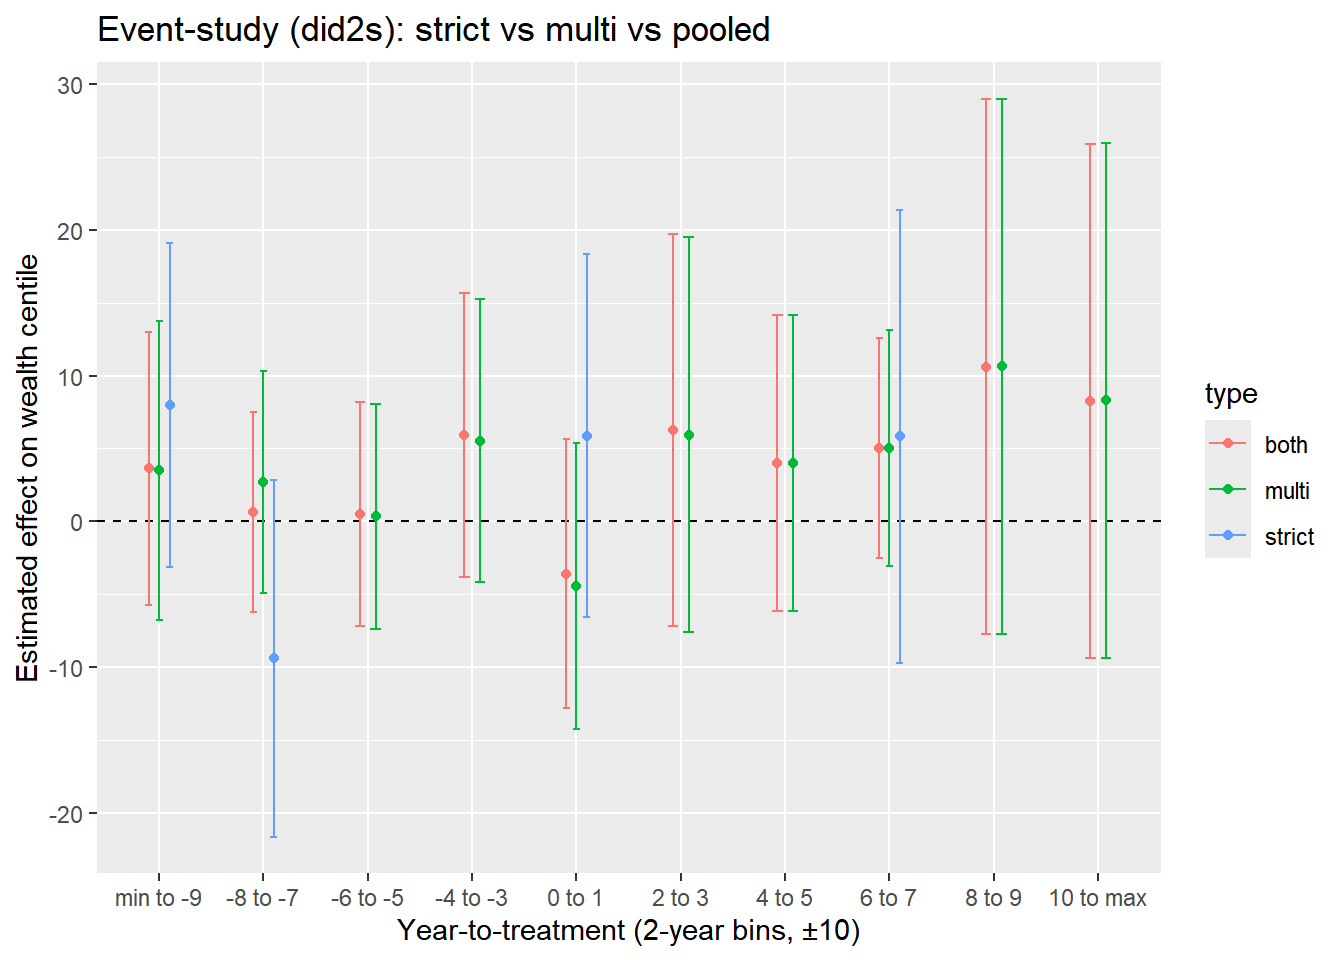 Event-study (did2s): strict vs multi vs pooled
Estimated effect on wealth centile
30
20
10
0
-10
-20
min to -9
-8 to -7
-6 to -5
-4 to -3
0 to 1
2 to 3
4 to 5
6 to 7
8 to 9
10 to max
Year-to-treatment (2-year bins, ±10)
type
both
multi
strict